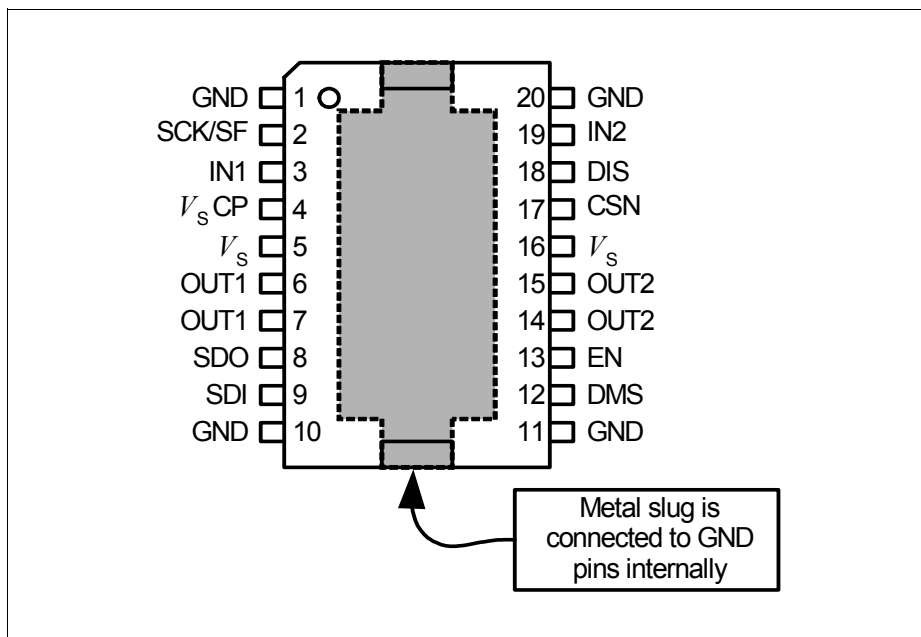 GND 1 20 GND
SCK/SF 2 19 IN2
IN1 3 18 DIS
VS CP 4 17 CSN
VS 5 16 VS
OUT1 6 15 OUT2
OUT1 7 14 OUT2
SDO 8 13 EN
SDI 9 12 DMS
GND 10 11 GND
Metal slug is
connected to GND
pins internally